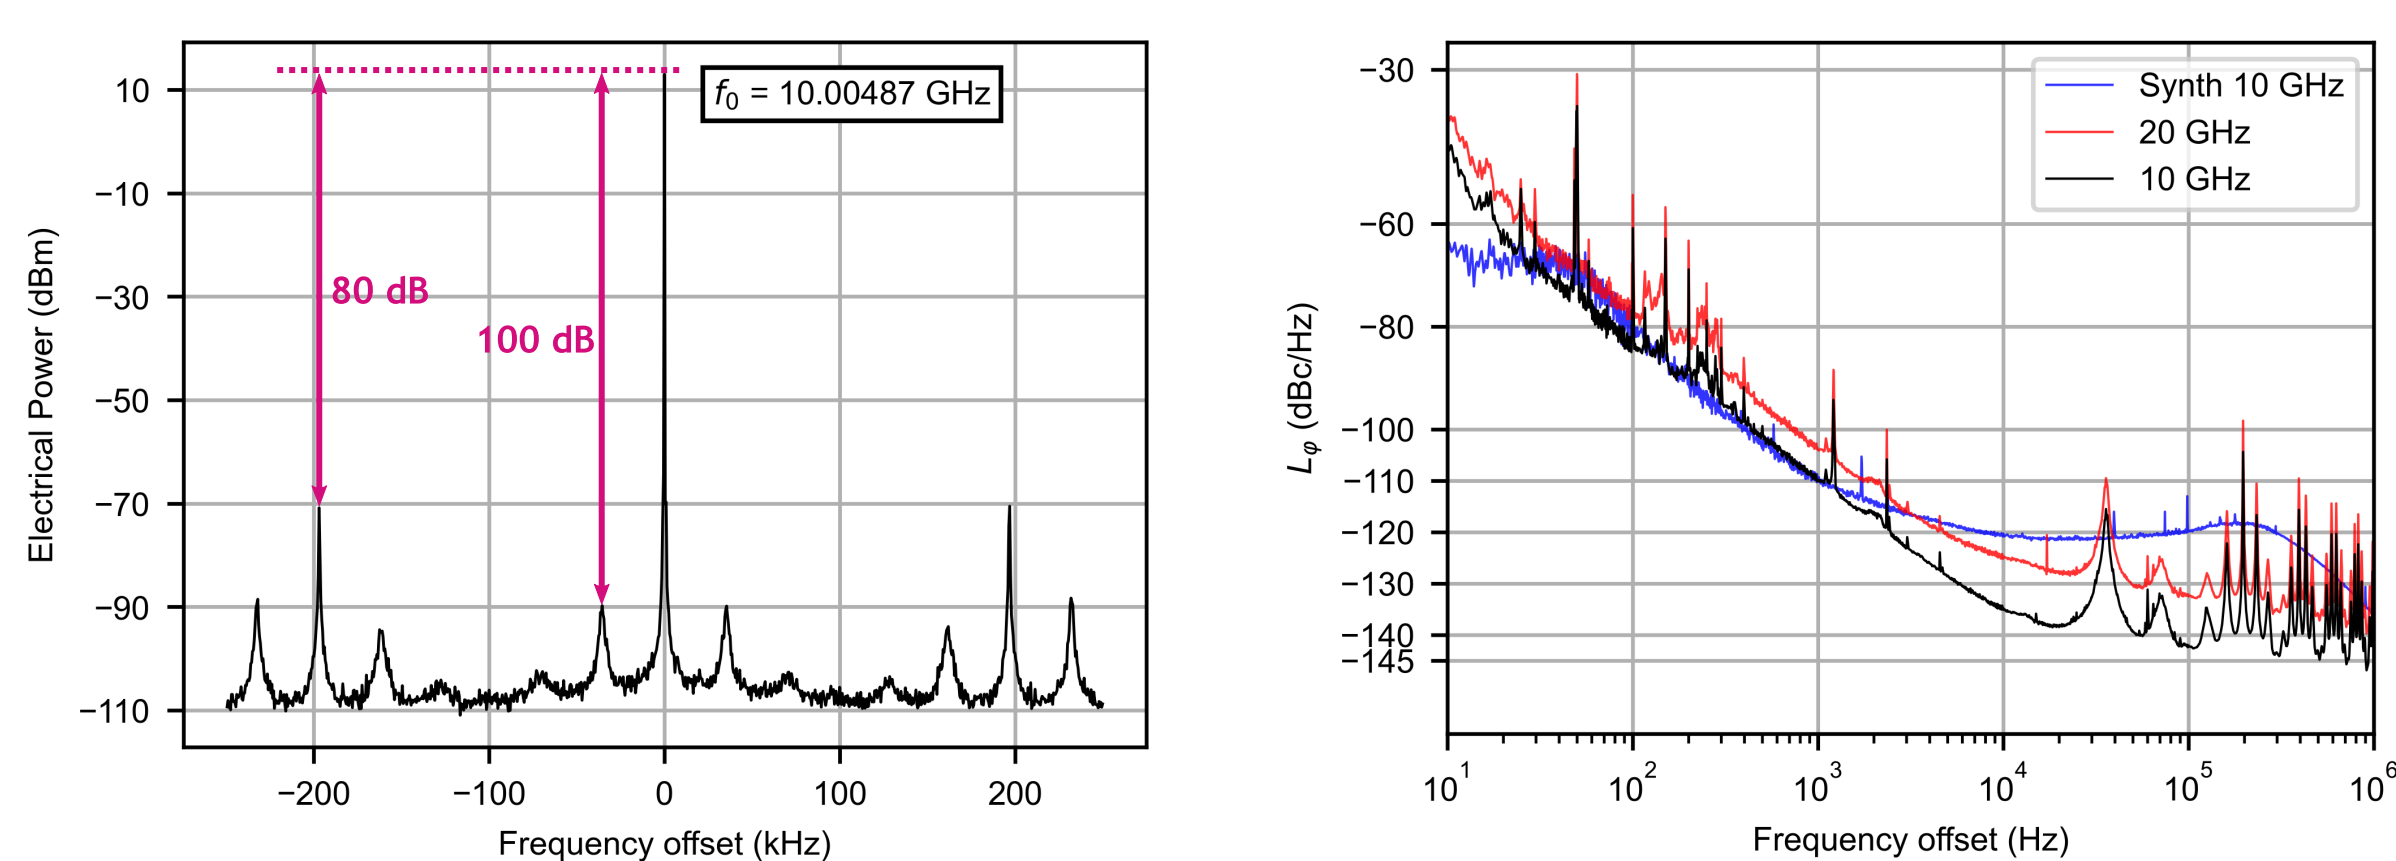 f0 = 10.00487 GHz
80 dB
100 dB
10
−10
−30
−50
−70
−90
−110
Electrical Power (dBm)
−200
−100
0
100
200
Frequency offset (kHz)
Synth 10 GHz
20 GHz
10 GHz
−30
−60
−80
−100
−110
−120
−130
−140
−145
Lφ (dBc/Hz)
10^1
10^2
10^3
10^4
10^5
10^6
Frequency offset (Hz)